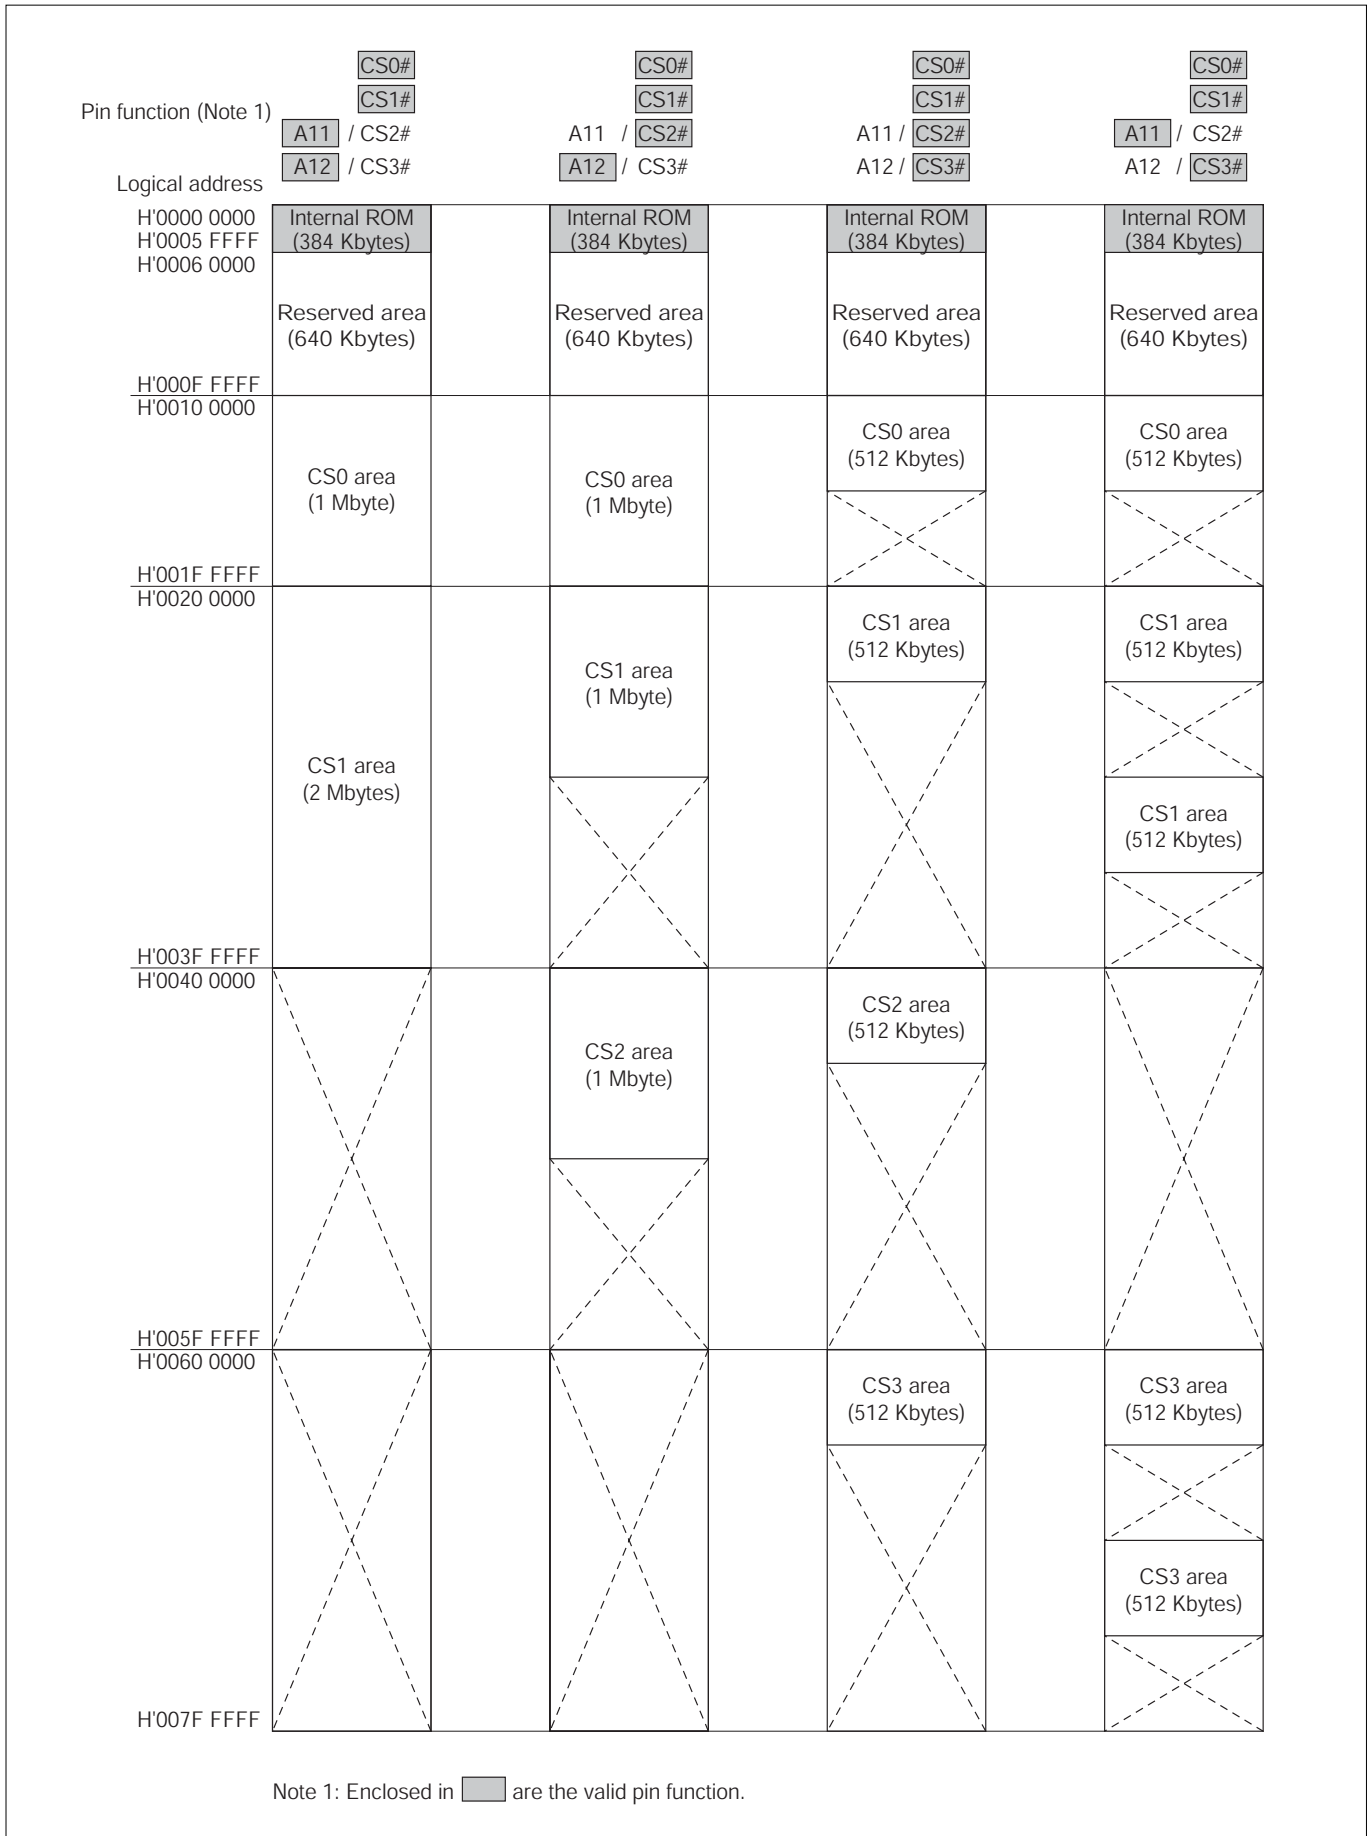 CS0# CS0# CS0# CS0#
Pin function (Note 1) CS1# CS1# CS1# CS1#
A11 / CS2# A11 / CS2# A11 / CS2# A11 / CS2#
A12 / CS3# A12 / CS3# A12 / CS3# A12 / CS3#
Logical address
H'0000 0000 Internal ROM Internal ROM Internal ROM Internal ROM
H'0005 FFFF (384 Kbytes) (384 Kbytes) (384 Kbytes) (384 Kbytes)
H'0006 0000
Reserved area Reserved area Reserved area Reserved area
(640 Kbytes) (640 Kbytes) (640 Kbytes) (640 Kbytes)
H'000F FFFF
H'0010 0000
CS0 area CS0 area
(512 Kbytes) (512 Kbytes)
CS0 area CS0 area
(1 Mbyte) (1 Mbyte)
H'001F FFFF
H'0020 0000
CS1 area CS1 area
(512 Kbytes) (512 Kbytes)
CS1 area
(1 Mbyte)
CS1 area
(2 Mbytes)
CS1 area
(512 Kbytes)
H'003F FFFF
H'0040 0000
CS2 area
(512 Kbytes)
CS2 area
(1 Mbyte)
H'005F FFFF
H'0060 0000
CS3 area CS3 area
(512 Kbytes) (512 Kbytes)
CS3 area
(512 Kbytes)
H'007F FFFF
Note 1: Enclosed in are the valid pin function.